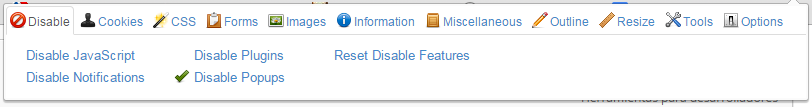 Disable Cookies CSS Forms Images Information Miscellaneous Outline Resize Tools Options
Disable JavaScript Disable Plugins Reset Disable Features
Disable Notifications Disable Popups
Herramientas para desarrolladores